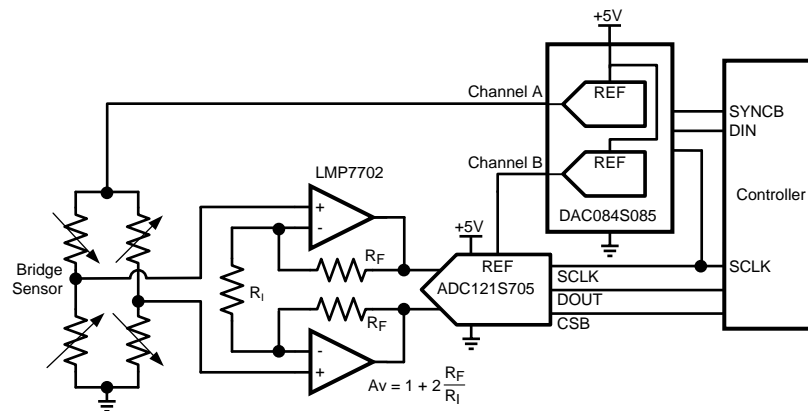 +5V
Channel A
REF
SYNCB
DIN
LMP7702
Channel B
REF
Controller
+
-
+5V
DAC084S085
Bridge
Sensor
RF
REF
SCLK
RI
ADC121S705
SCLK
RF
DOUT
CSB
-
+
Av = 1 + 2 RF
RI